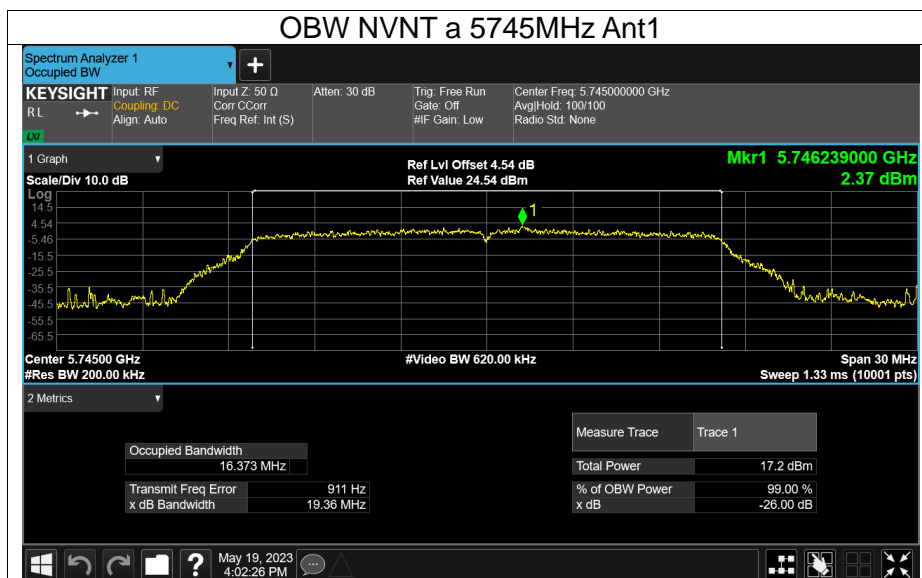 OBW NVNT a 5745MHz Ant1
Spectrum Analyzer 1
Occupied BW
+
KEYSIGHT
R L
LXI
Input: RF
Coupling: DC
Align: Auto
Input Z: 50 Ω
Corr CCorr
Freq Ref: Int (S)
Atten: 30 dB
Trig: Free Run
Gate: Off
#IF Gain: Low
Center Freq: 5.745000000 GHz
Avg|Hold: 100/100
Radio Std: None
1 Graph
Scale/Div 10.0 dB
Ref Lvl Offset 4.54 dB
Ref Value 24.54 dBm
Mkr1 5.746239000 GHz
2.37 dBm
Log
14.5
4.54
-5.46
-15.5
-25.5
-35.5
-45.5
-55.5
-65.5
1
Center 5.74500 GHz
#Res BW 200.00 kHz
#Video BW 620.00 kHz
Span 30 MHz
Sweep 1.33 ms (10001 pts)
2 Metrics
Measure Trace Trace 1
Occupied Bandwidth
16.373 MHz
Total Power 17.2 dBm
Transmit Freq Error 911 Hz
% of OBW Power 99.00 %
x dB Bandwidth 19.36 MHz
x dB -26.00 dB
?
May 19, 2023
4:02:26 PM